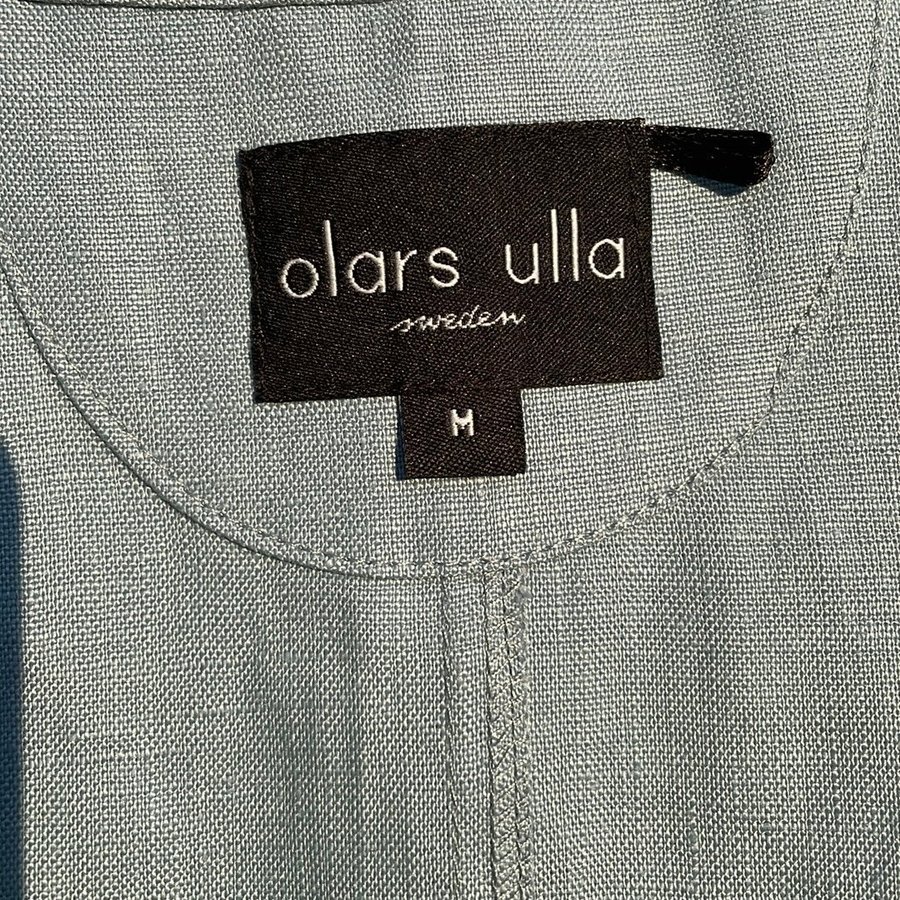 olars ulla
sweden
M